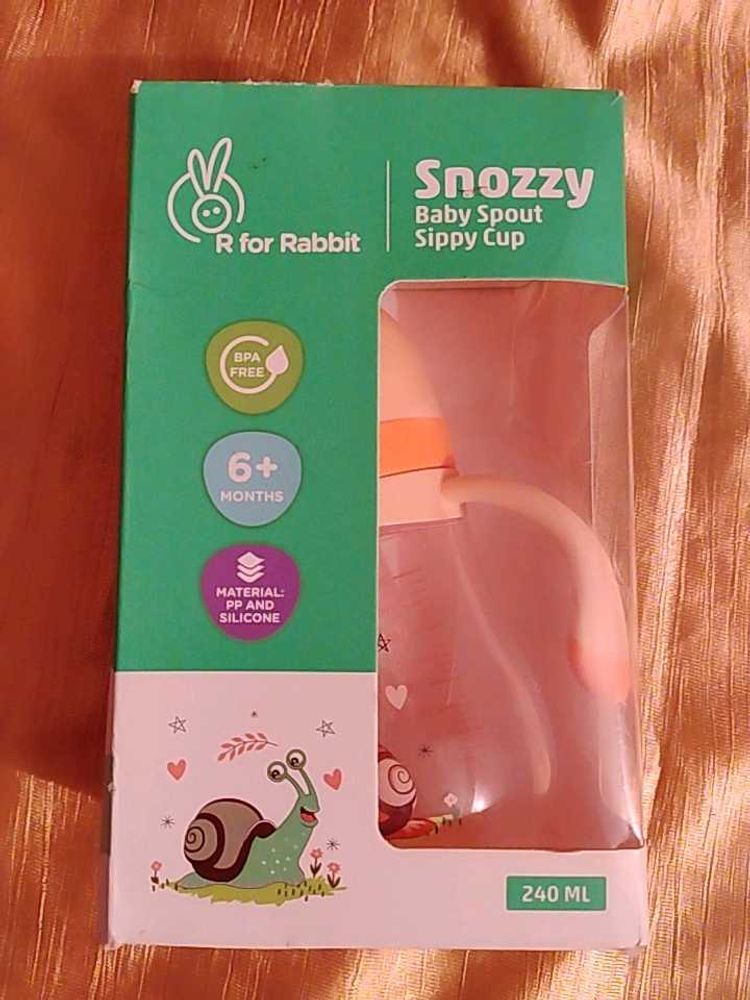 R for Rabbit
Snozzy
Baby Spout
Sippy Cup
BPA
FREE
6+
MONTHS
MATERIAL:
PP AND
SILICONE
240 ML